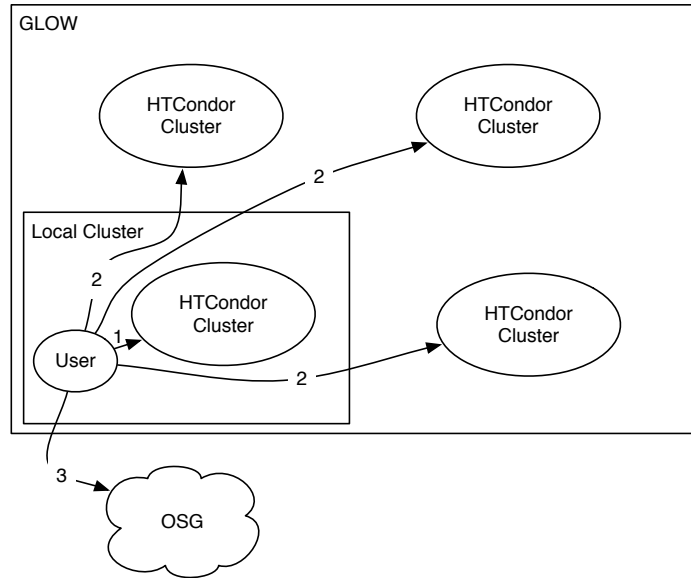 GLOW
HTCondor
Cluster
HTCondor
Cluster
2
Local Cluster
2
HTCondor
Cluster
HTCondor
Cluster
1
User
2
3
OSG